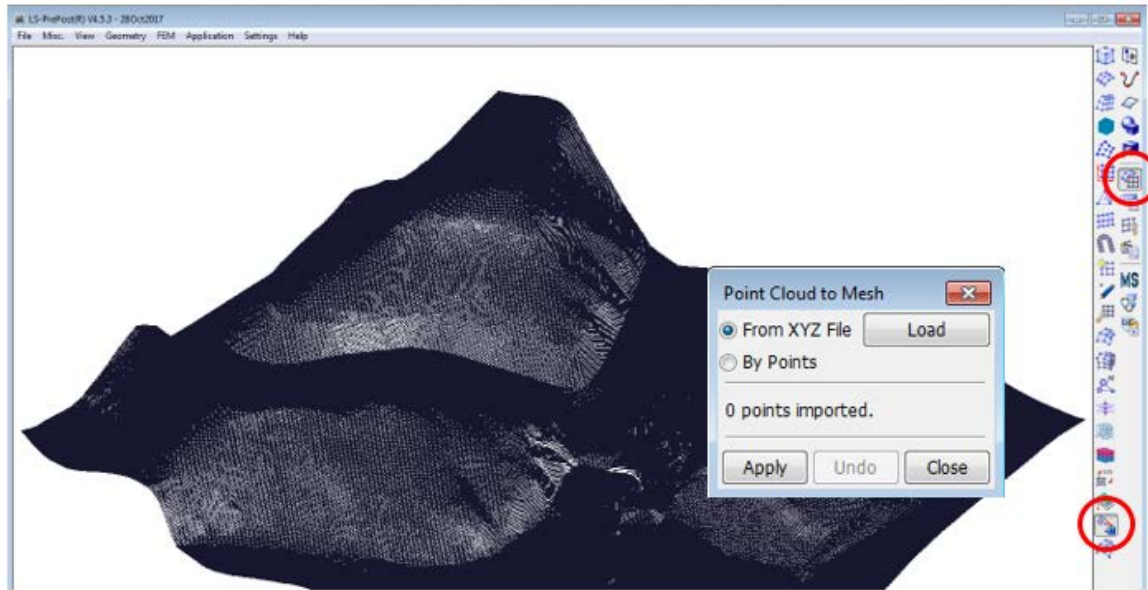 LS-PrePost(R) V4.5.3 - 28Oct2017
File Misc. View Geometry FEM Application Settings Help
Point Cloud to Mesh
From XYZ File Load
By Points
0 points imported.
Apply Undo Close
MS